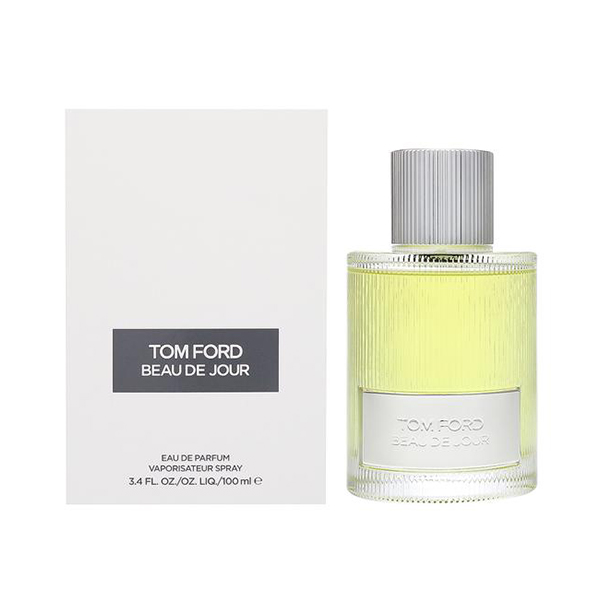 TOM FORD
BEAU DE JOUR
EAU DE PARFUM
VAPORISATEUR SPRAY
3.4 FL. OZ./OZ. LIQ./100 ml ℮
TOM FORD
BEAU DE JOUR